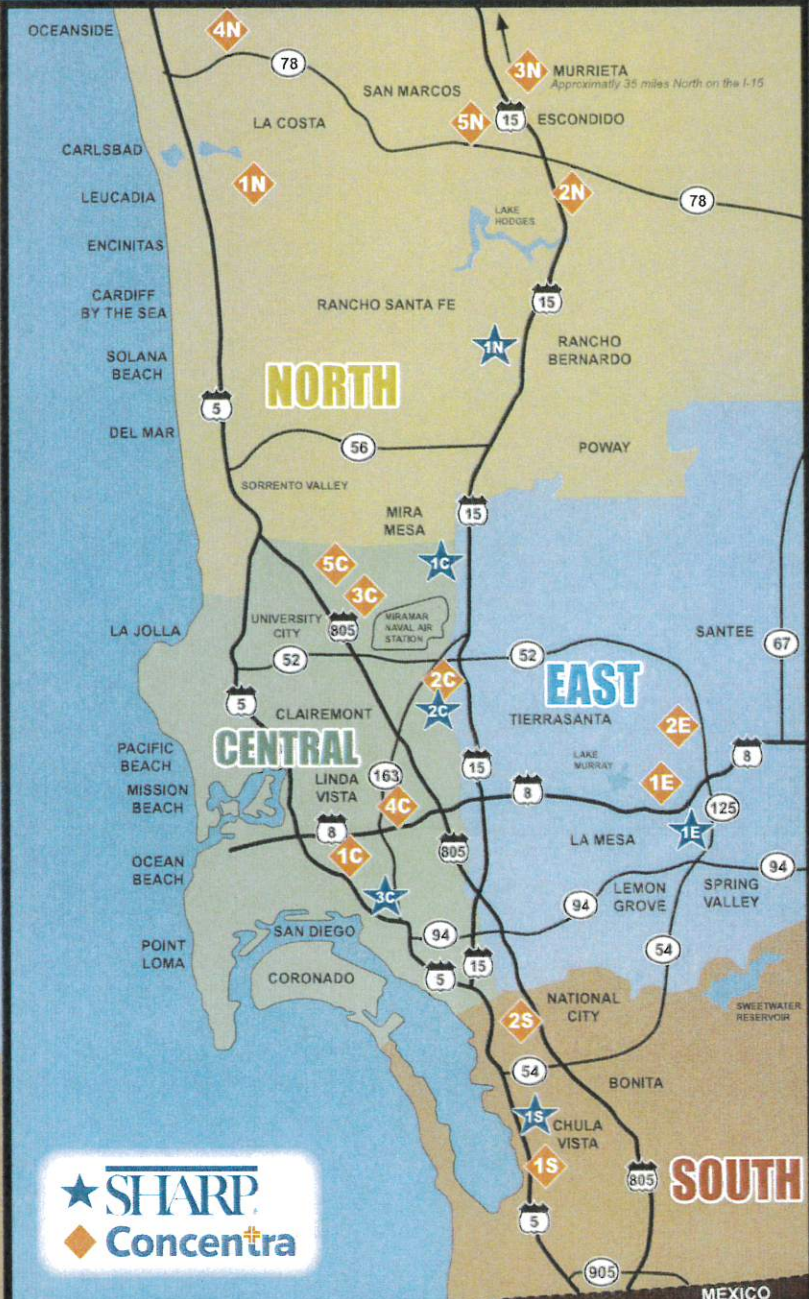 OCEANSIDE
4N
78
3N
MURRIETA
Approximatly 35 miles North on the I-15
SAN MARCOS
LA COSTA
5N
15
ESCONDIDO
CARLSBAD
1N
LEUCADIA
2N
78
LAKE
HODGES
ENCINITAS
CARDIFF
BY THE SEA
RANCHO SANTA FE
15
SOLANA
BEACH
1N
RANCHO
BERNARDO
NORTH
5
DEL MAR
56
POWAY
SORRENTO VALLEY
MIRA
MESA
15
5C
1C
3C
UNIVERSITY
CITY
805
MIRAMAR
NAVAL AIR
STATION
LA JOLLA
SANTEE
67
52
52
2C
EAST
5
CLAIREMONT
2C
TIERRASANTA
2E
CENTRAL
PACIFIC
BEACH
LAKE
MURRAY
8
MISSION
BEACH
LINDA
VISTA
163
15
8
1E
4C
125
8
1C
805
LA MESA
1E
OCEAN
BEACH
3C
94
LEMON
GROVE
SPRING
VALLEY
94
SAN DIEGO
94
POINT
LOMA
54
CORONADO
5
15
NATIONAL
CITY
SWEETWATER
RESERVOIR
2S
54
BONITA
1S
CHULA
VISTA
1S
SOUTH
805
5
SHARP
Concentra
905
MEXICO